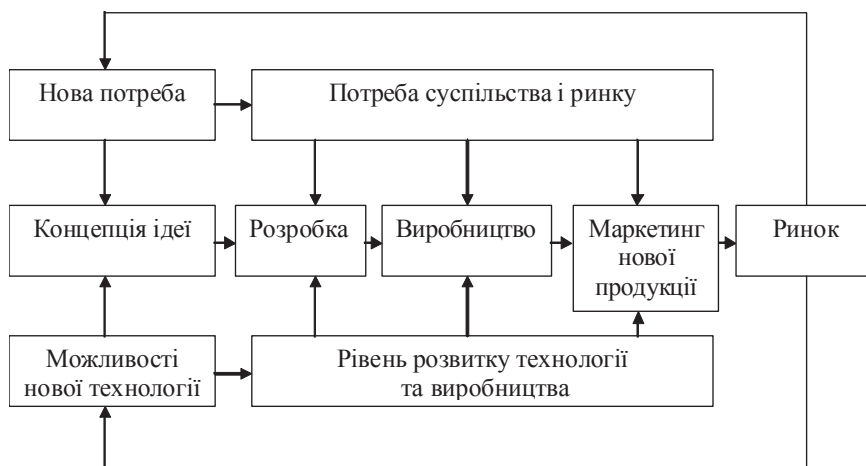 Нова потреба
Потреба суспільства і ринку
Концепція ідеї
Розробка
Виробництво
Маркетинг
нової
продукції
Ринок
Можливості
нової технології
Рівень розвитку технології
та виробництва